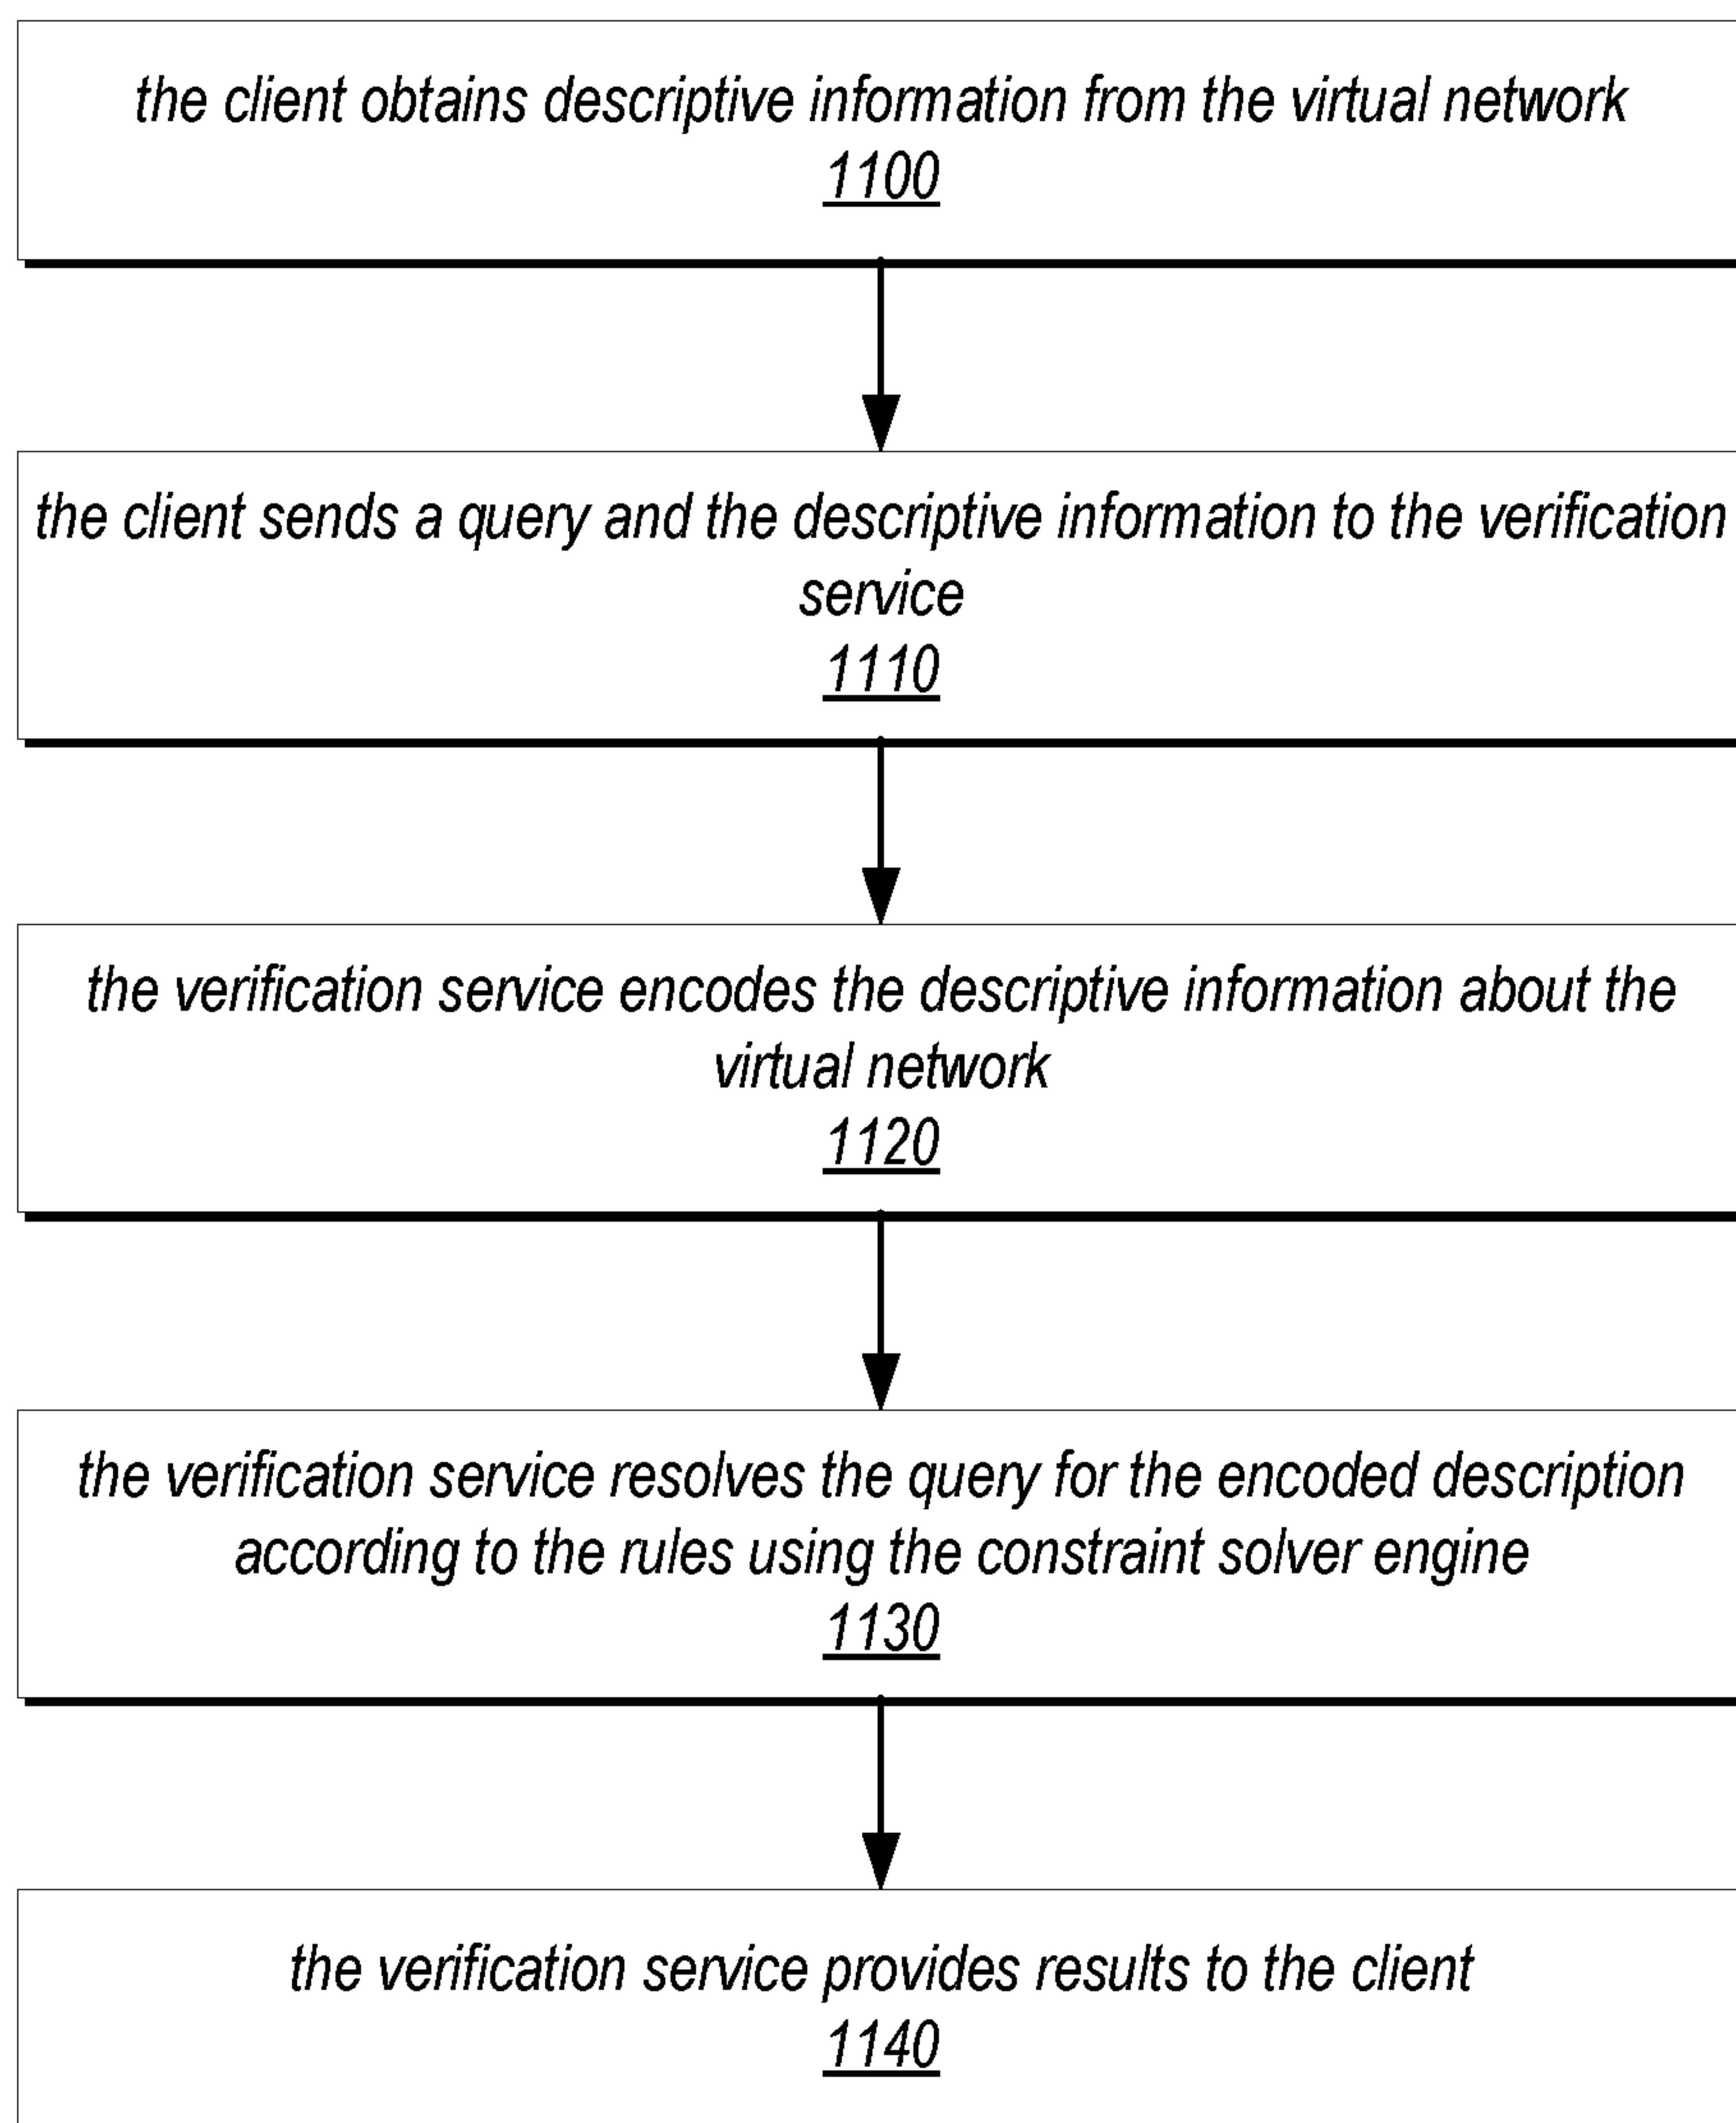 the client obtains descriptive information from the virtual network
1100
the client sends a query and the descriptive information to the verification
service
1110
the verification service encodes the descriptive information about the
virtual network
1120
the verification service resolves the query for the encoded description
according to the rules using the constraint solver engine
1130
the verification service provides results to the client
1140